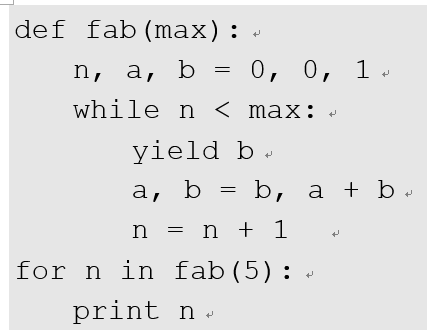 def fab(max):
n, a, b = 0, 0, 1
while n < max:
yield b
a, b = b, a + b
n = n + 1
for n in fab(5):
print n